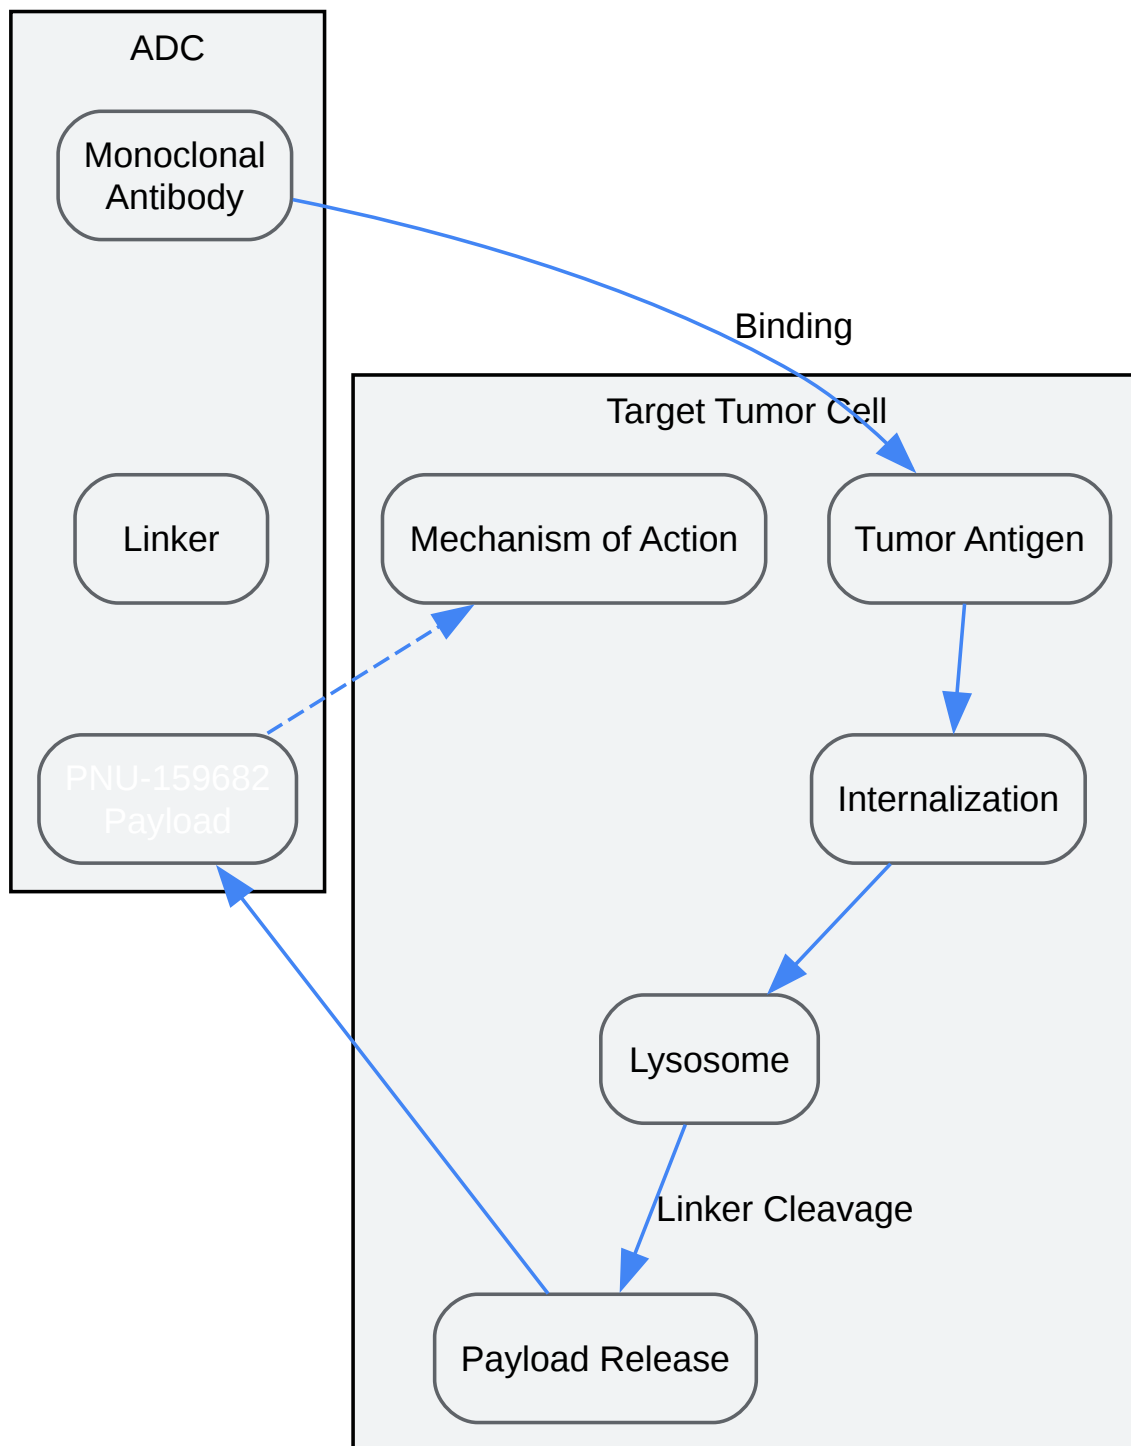 ADC
Monoclonal
Antibody
Binding
Target Tumor Cell
Linker
Mechanism of Action
Tumor Antigen
PNU-159682
Payload
Internalization
Lysosome
Linker Cleavage
Payload Release